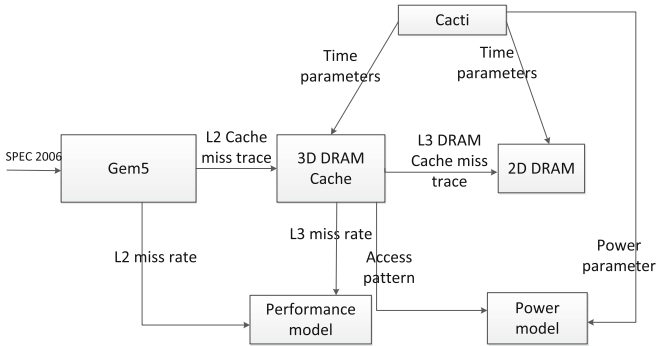 Cacti
Time
parameters
Time
parameters
SPEC 2006
Gem5
L2 Cache
miss trace
3D DRAM
Cache
L3 DRAM
Cache miss
trace
2D DRAM
L2 miss rate
L3 miss rate
Access
pattern
Power
parameter
Performance
model
Power
model